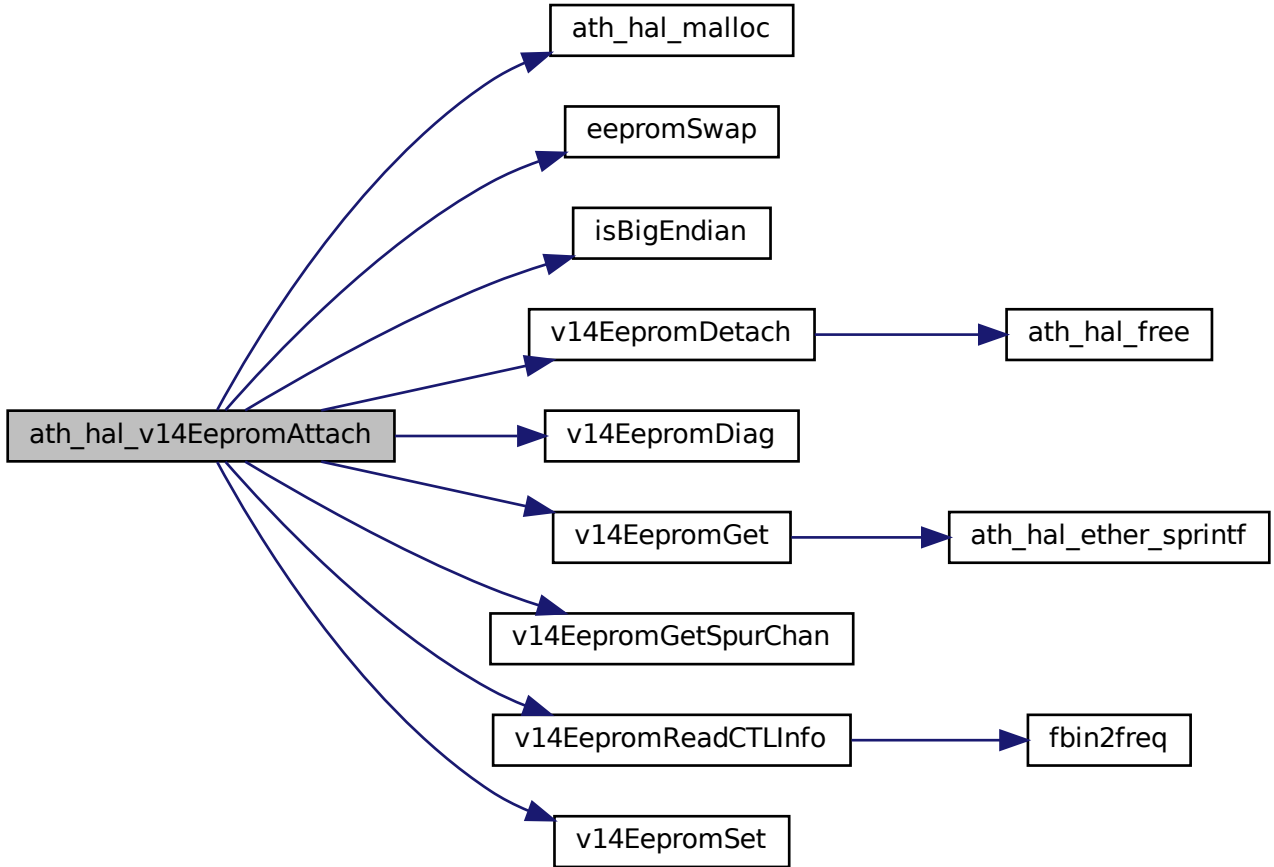 ath_hal_malloc
eepromSwap
isBigEndian
v14EepromDetach
ath_hal_free
ath_hal_v14EepromAttach
v14EepromDiag
v14EepromGet
ath_hal_ether_sprintf
v14EepromGetSpurChan
v14EepromReadCTLInfo
fbin2freq
v14EepromSet